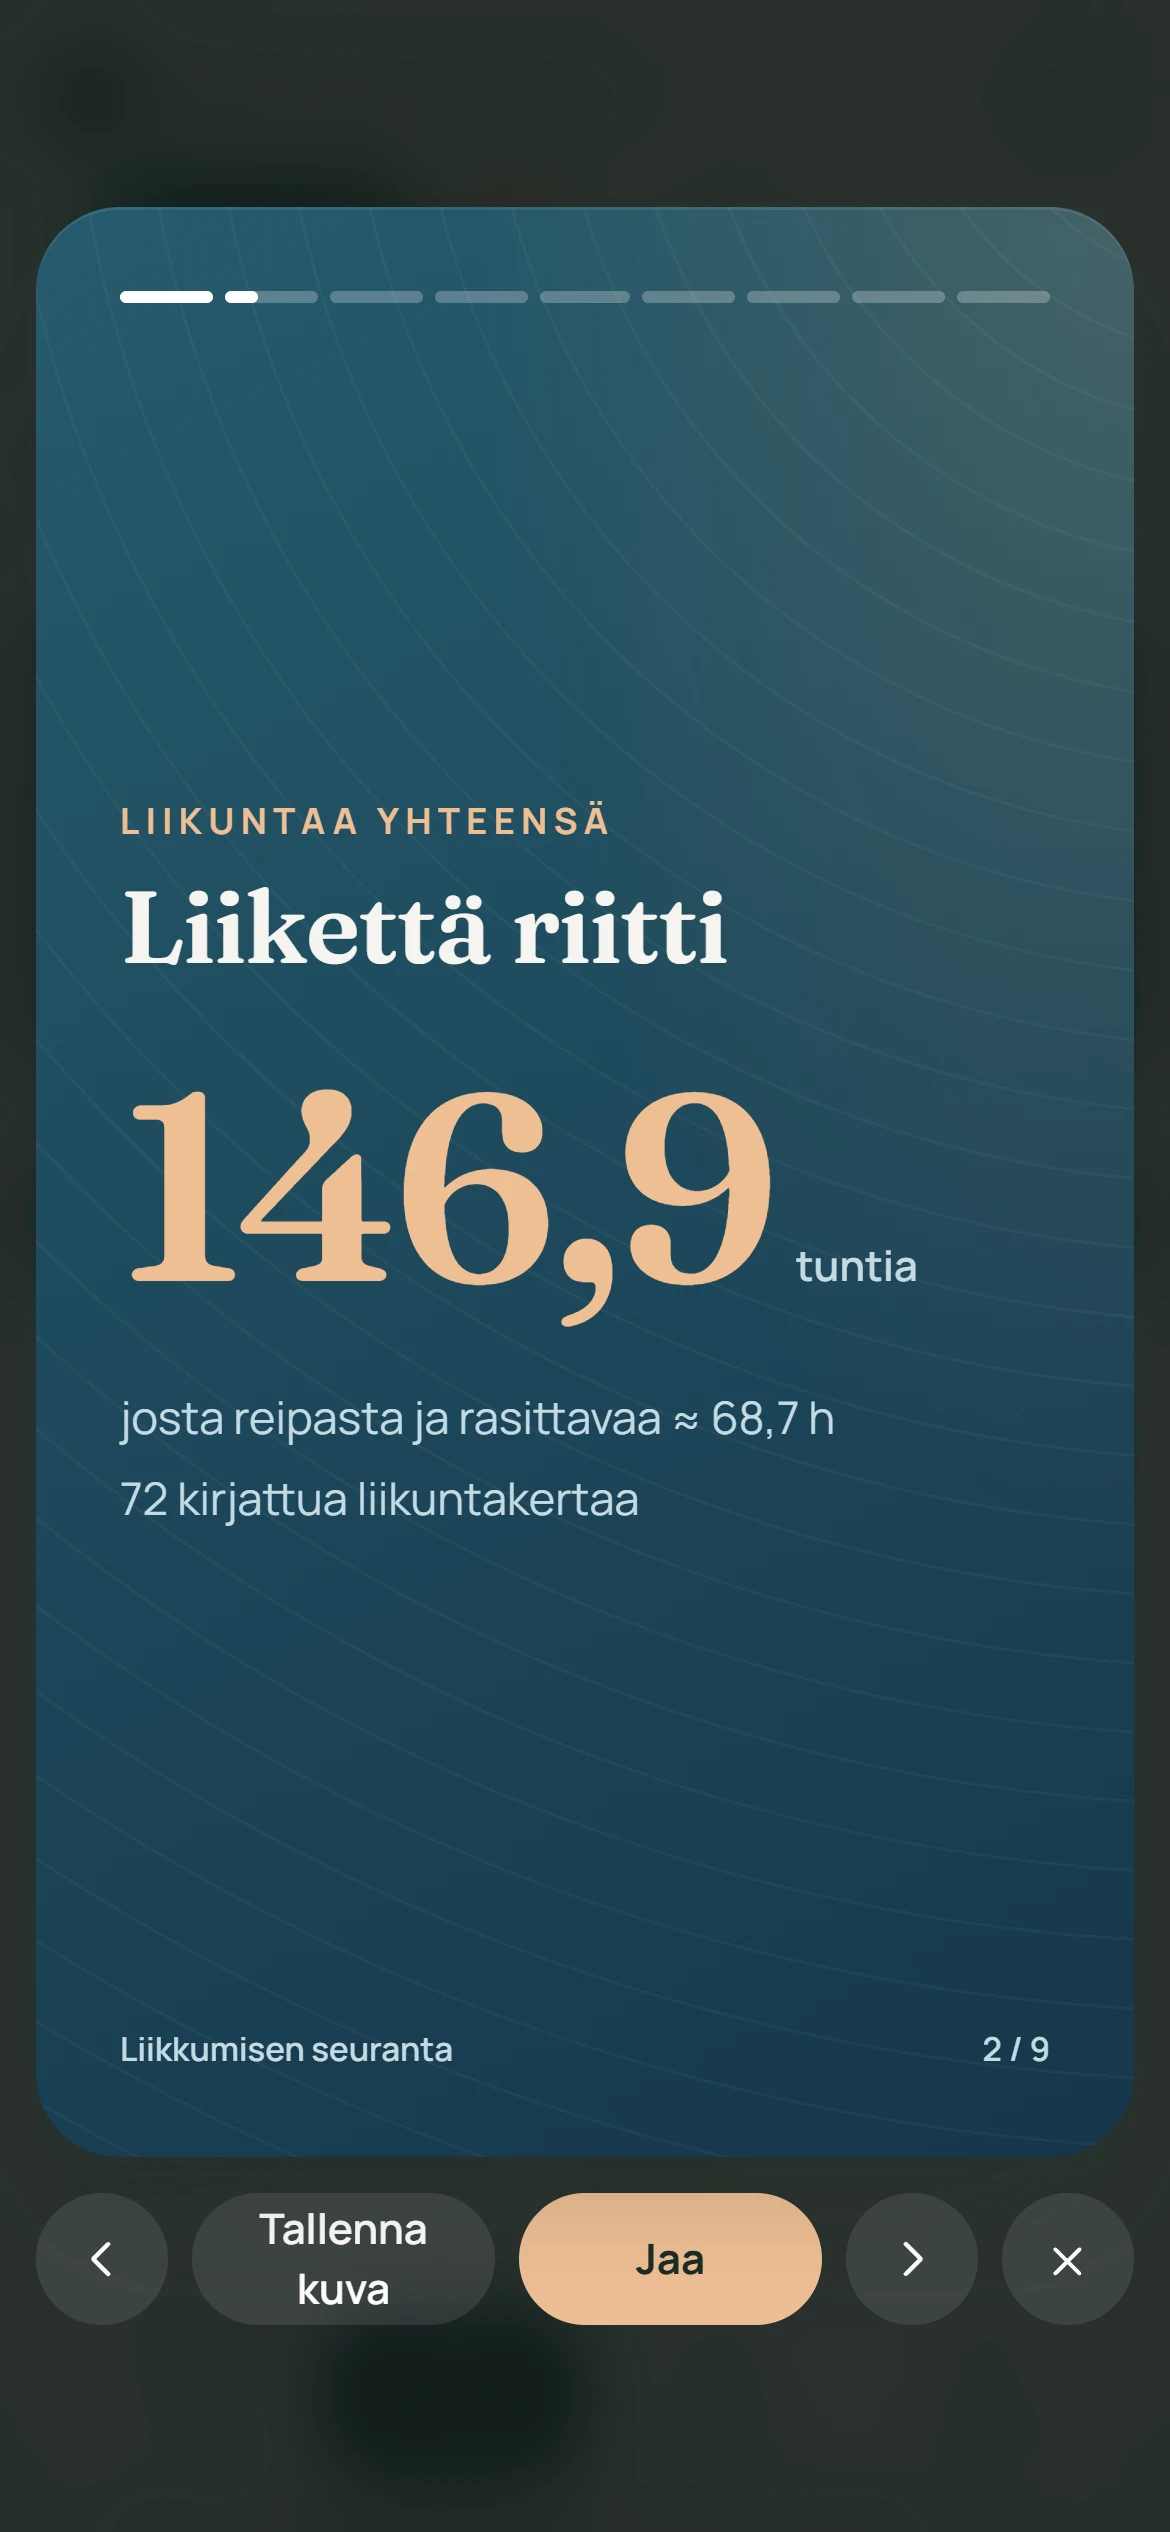 LIIKUNTAA YHTEENSÄ
Liikettä riitti
146,9 tuntia
josta reipasta ja rasittavaa ≈ 68,7 h
72 kirjattua liikuntakertaa
Liikkumisen seuranta 2 / 9
Tallenna
kuva
Jaa